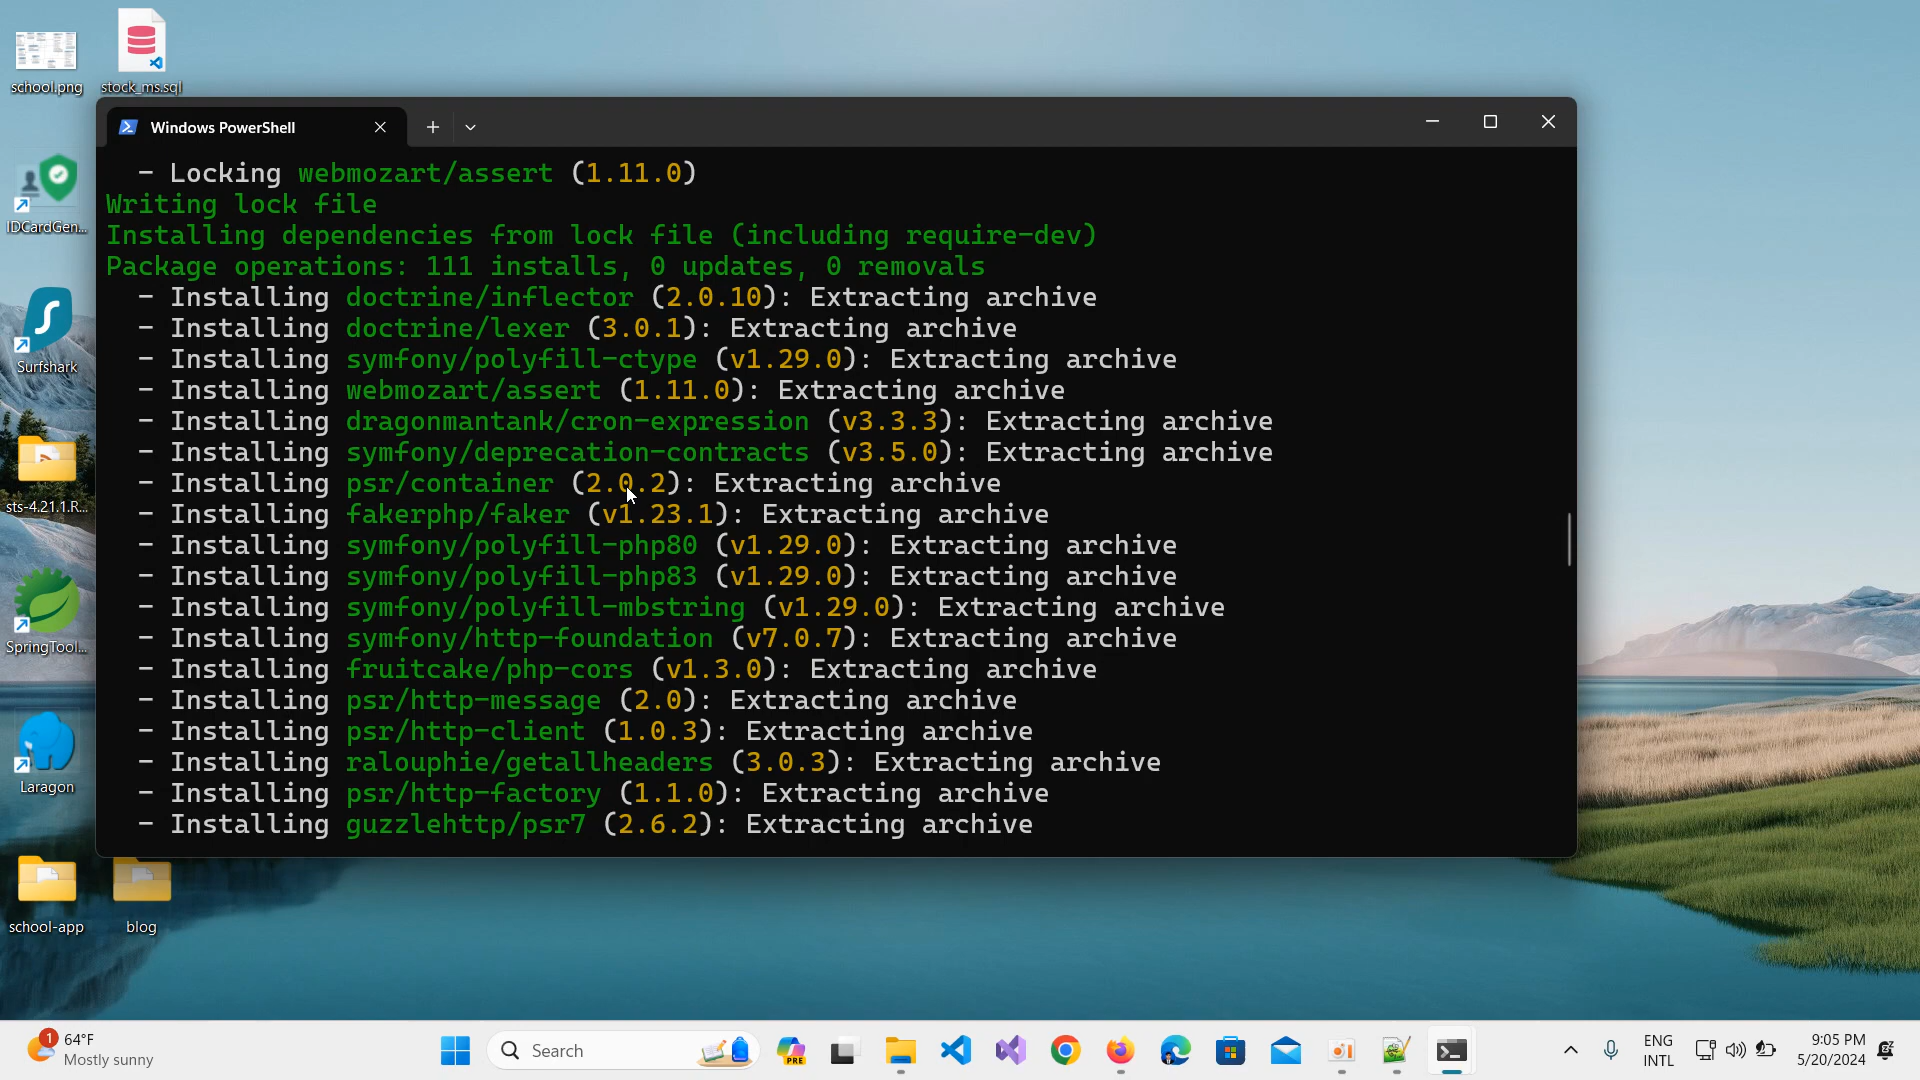 school.png
stock_ms.sql
IDCardGen...
Surfshark
sts-4.21.1.R...
SpringTool...
Laragon
school-app
blog
Windows PowerShell
- Locking webmozart/assert (1.11.0)
Writing lock file
Installing dependencies from lock file (including require-dev)
Package operations: 111 installs, 0 updates, 0 removals
- Installing doctrine/inflector (2.0.10): Extracting archive
- Installing doctrine/lexer (3.0.1): Extracting archive
- Installing symfony/polyfill-ctype (v1.29.0): Extracting archive
- Installing webmozart/assert (1.11.0): Extracting archive
- Installing dragonmantank/cron-expression (v3.3.3): Extracting archive
- Installing symfony/deprecation-contracts (v3.5.0): Extracting archive
- Installing psr/container (2.0.2): Extracting archive
- Installing fakerphp/faker (v1.23.1): Extracting archive
- Installing symfony/polyfill-php80 (v1.29.0): Extracting archive
- Installing symfony/polyfill-php83 (v1.29.0): Extracting archive
- Installing symfony/polyfill-mbstring (v1.29.0): Extracting archive
- Installing symfony/http-foundation (v7.0.7): Extracting archive
- Installing fruitcake/php-cors (v1.3.0): Extracting archive
- Installing psr/http-message (2.0): Extracting archive
- Installing psr/http-client (1.0.3): Extracting archive
- Installing ralouphie/getallheaders (3.0.3): Extracting archive
- Installing psr/http-factory (1.1.0): Extracting archive
- Installing guzzlehttp/psr7 (2.6.2): Extracting archive
1
64°F
Mostly sunny
Search
PRE
ENG
INTL
9:05 PM
5/20/2024